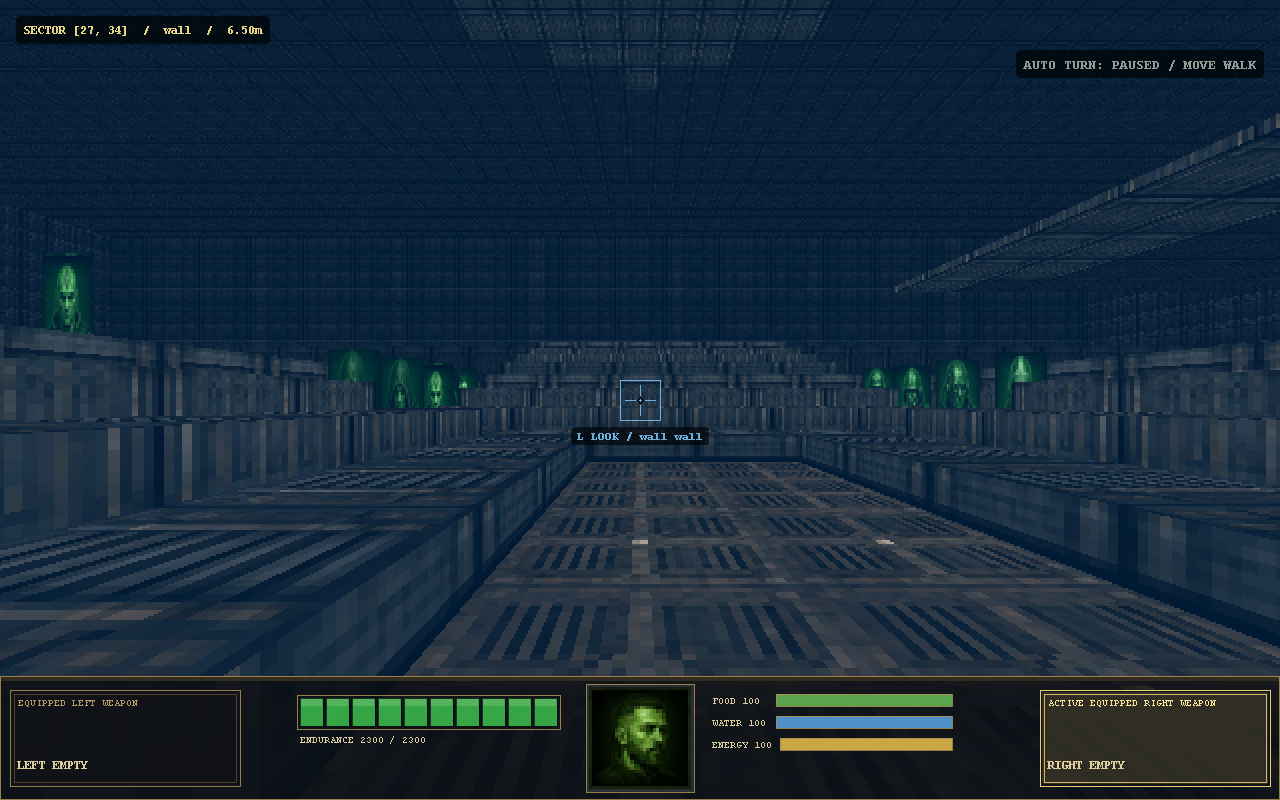 SECTOR [27, 34] / wall / 6.50m
AUTO TURN: PAUSED / MOVE WALK
L LOOK / wall wall
EQUIPPED LEFT WEAPON
LEFT EMPTY
ENDURANCE 2300 / 2300
FOOD 100
WATER 100
ENERGY 100
ACTIVE EQUIPPED RIGHT WEAPON
RIGHT EMPTY